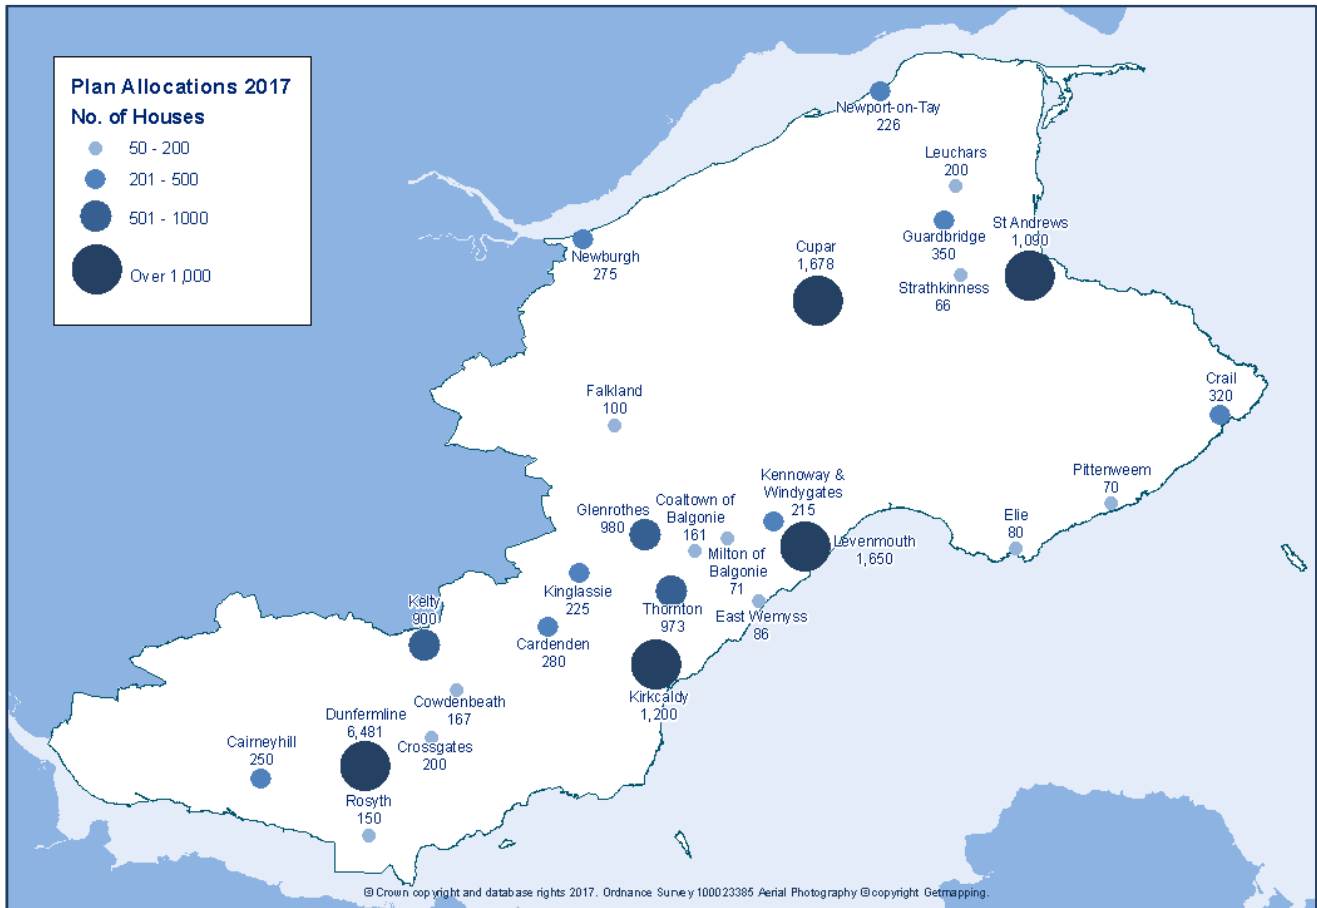 Plan Allocations 2017
No. of Houses
50 - 200
201 - 500
501 - 1000
Over 1,000
Newport-on-Tay
226
Leuchars
200
Guardbridge
350
St Andrews
1,090
Strathkinness
66
Cupar
1,678
Newburgh
275
Falkland
100
Crail
320
Pittenweem
70
Elie
80
Kennoway &
Windygates
215
Levenmouth
1,650
Coaltown of
Balgonie
161
Milton of
Balgonie
71
Glenrothes
980
Kinglassie
225
Thornton
973
East Wemyss
86
Cardenden
280
Kelty
900
Kirkcaldy
1,200
Cowdenbeath
167
Crossgates
200
Dunfermline
6,481
Cairneyhill
250
Rosyth
150
© Crown copyright and database rights 2017. Ordnance Survey 100023385 Aerial Photography © copyright Getmapping.